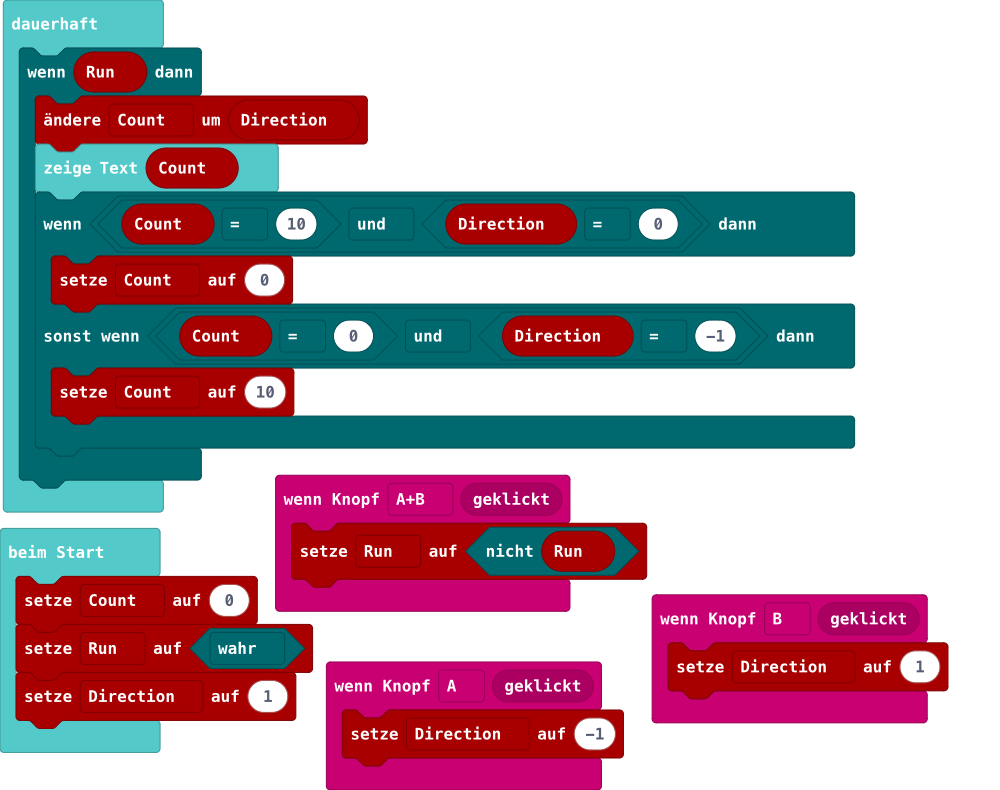 dauerhaft
wenn Run dann
ändere Count um Direction
zeige Text Count
wenn Count = 10 und Direction = 0 dann
setze Count auf 0
sonst wenn Count = 0 und Direction = -1 dann
setze Count auf 10
wenn Knopf A+B geklickt
setze Run auf nicht Run
beim Start
setze Count auf 0
setze Run auf wahr
setze Direction auf 1
wenn Knopf A geklickt
setze Direction auf -1
wenn Knopf B geklickt
setze Direction auf 1